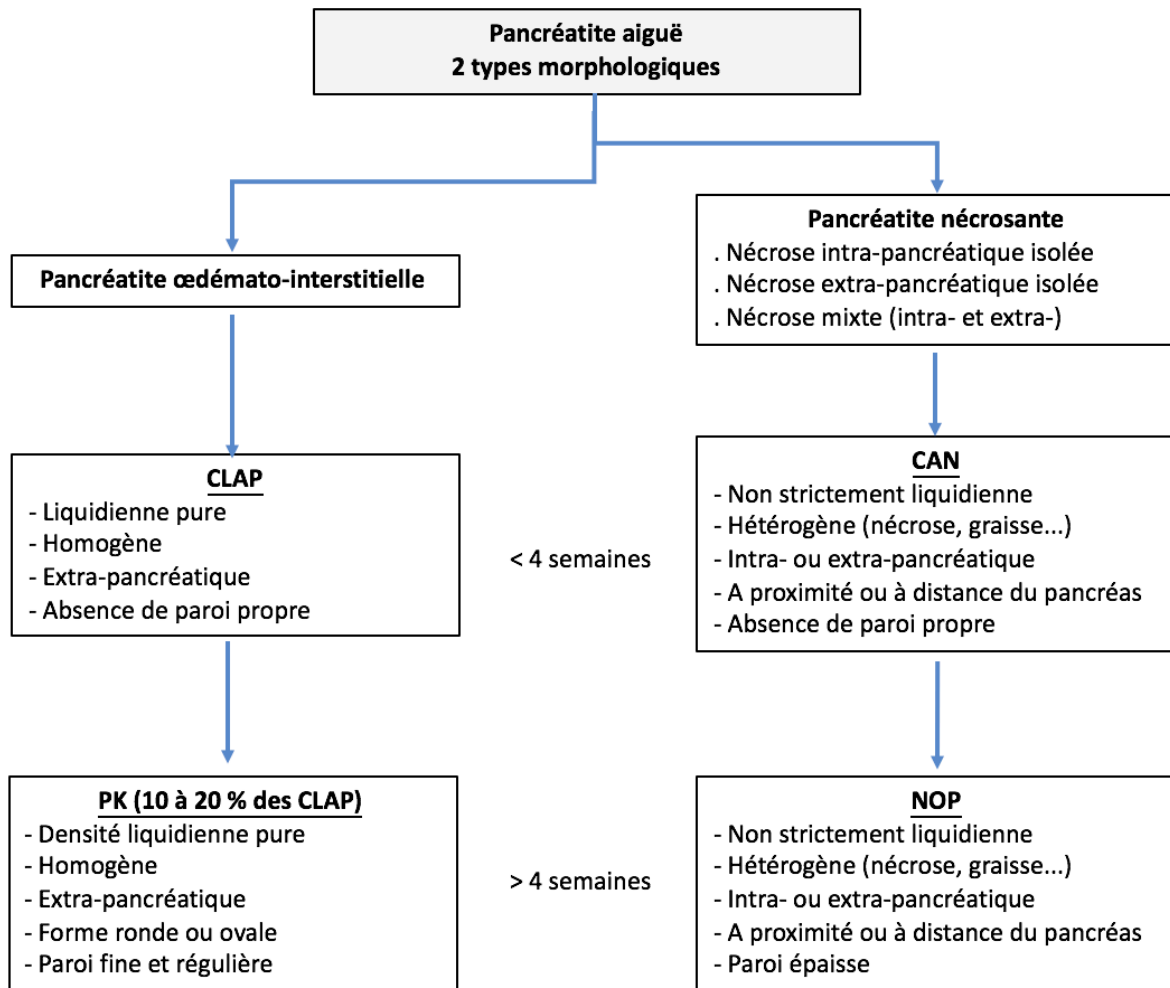 Pancréatite aiguë
2 types morphologiques
Pancréatite œdémato-interstitielle
Pancréatite nécrosante
. Nécrose intra-pancréatique isolée
. Nécrose extra-pancréatique isolée
. Nécrose mixte (intra- et extra-)
CLAP
- Liquidienne pure
- Homogène
- Extra-pancréatique
- Absence de paroi propre
< 4 semaines
CAN
- Non strictement liquidienne
- Hétérogène (nécrose, graisse...)
- Intra- ou extra-pancréatique
- A proximité ou à distance du pancréas
- Absence de paroi propre
PK (10 à 20 % des CLAP)
- Densité liquidienne pure
- Homogène
- Extra-pancréatique
- Forme ronde ou ovale
- Paroi fine et régulière
> 4 semaines
NOP
- Non strictement liquidienne
- Hétérogène (nécrose, graisse...)
- Intra- ou extra-pancréatique
- A proximité ou à distance du pancréas
- Paroi épaisse